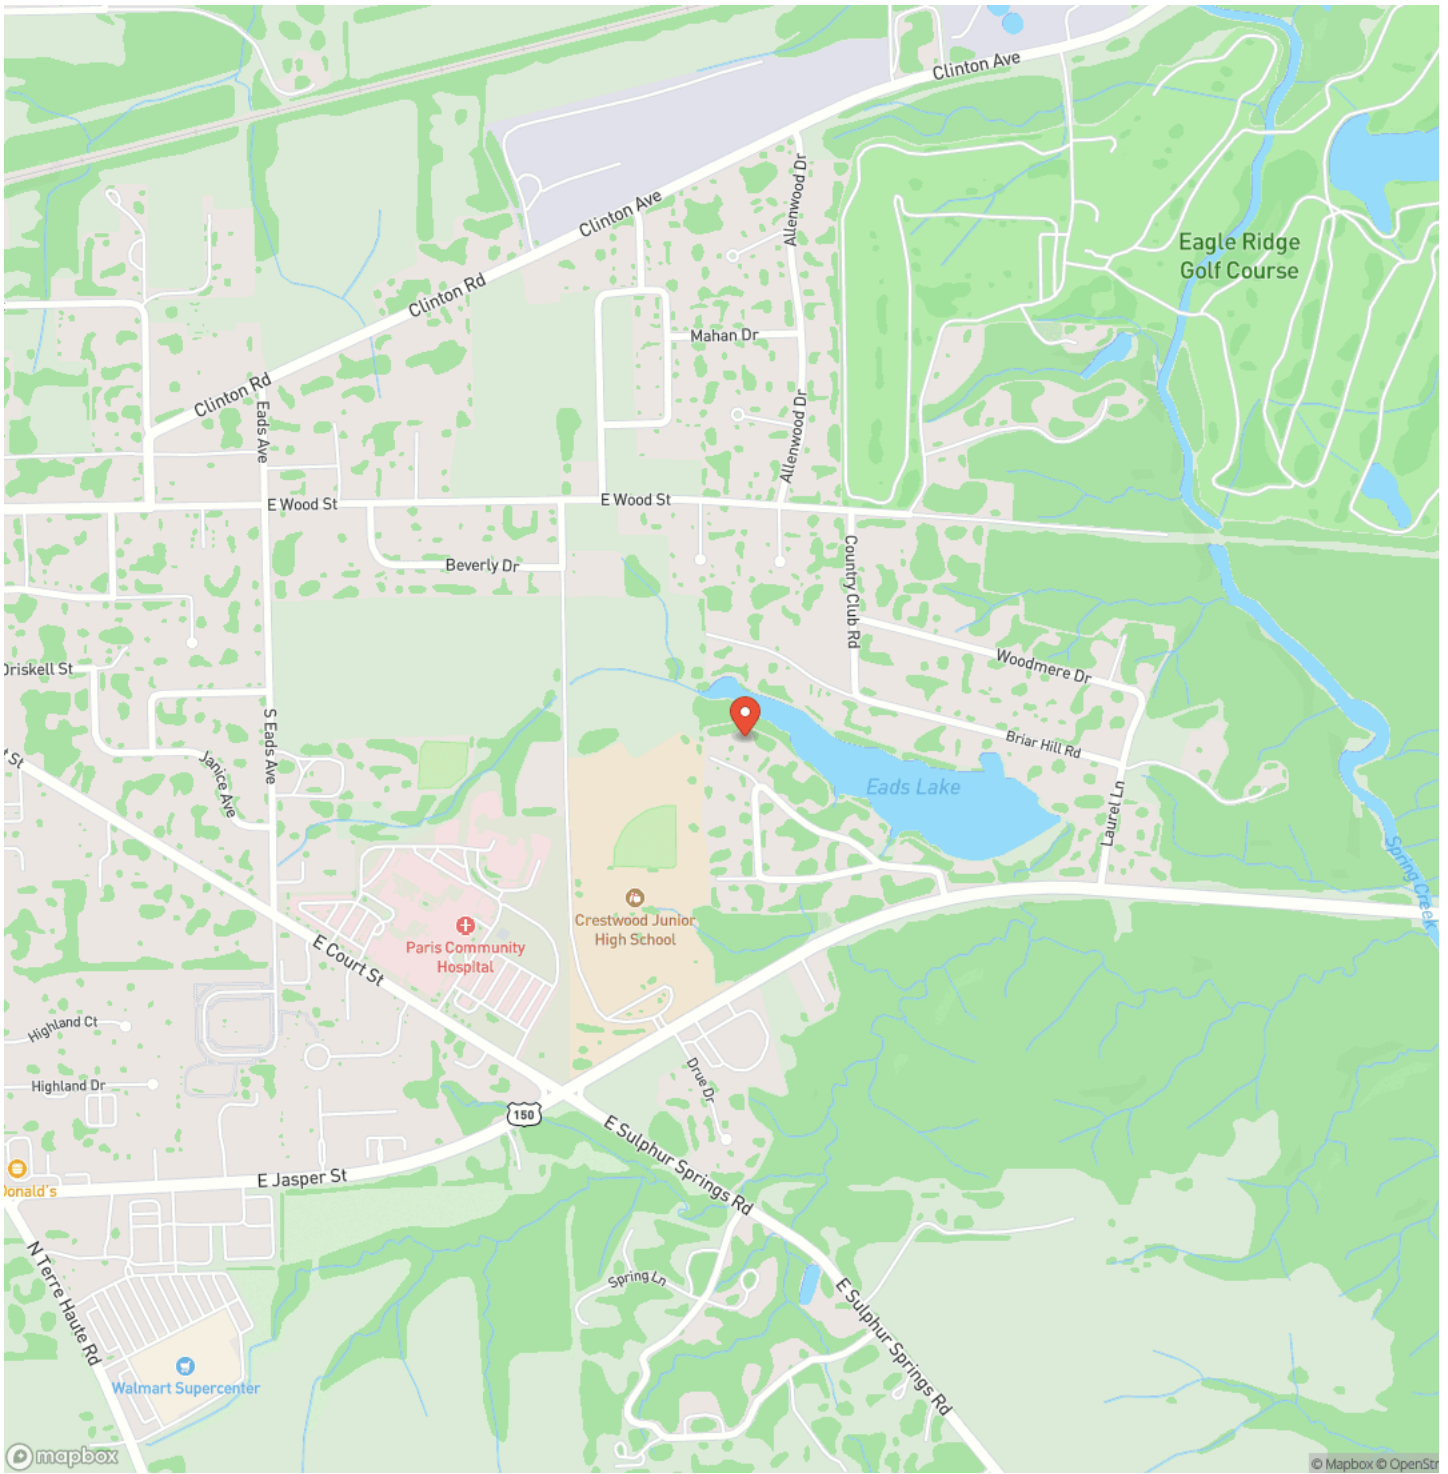 Clinton Ave
Allenwood Dr
Clinton Ave
Eagle Ridge
Golf Course
Clinton Rd
Mahan Dr
Clinton Rd
Eads Ave
Allenwood Dr
E Wood St
E Wood St
Beverly Dr
Country Club Rd
Driskell St
Woodmere Dr
S Eads Ave
Briar Hill Rd
St
Janice Ave
Eads Lake
Laurel Ln
Spring Creek
Crestwood Junior
High School
E Court St
Paris Community
Hospital
Highland Ct
Drue Dr
Highland Dr
150
E Sulphur Springs Rd
E Jasper St
Donald's
N Terre Haute Rd
Spring Ln
E Sulphur Springs Rd
Walmart Supercenter
mapbox
© Mapbox © OpenStr